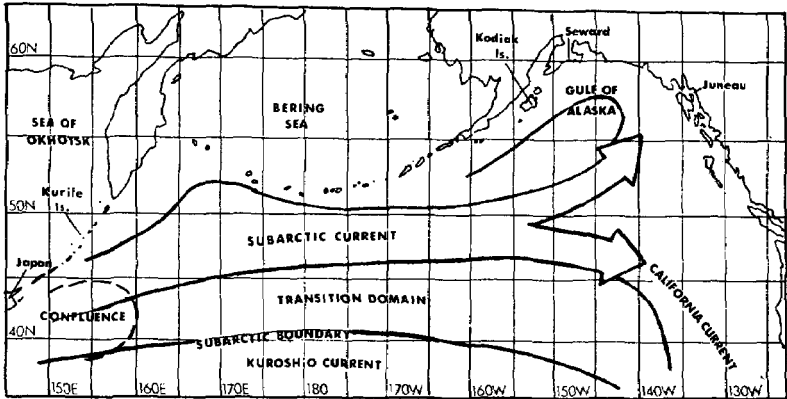 60N
Kodiak
Is.
Seward
Juneau
GULF OF
ALASKA
BERING
SEA
SEA OF
OKHOTSK
Kurile
Is.
50N
SUBARCTIC CURRENT
Japan
CALIFORNIA CURRENT
TRANSITION DOMAIN
CONFLUENCE
40N
SUBARCTIC BOUNDARY
KUROSHIO CURRENT
150E
160E
170E
180
170W
160W
150W
140W
130W